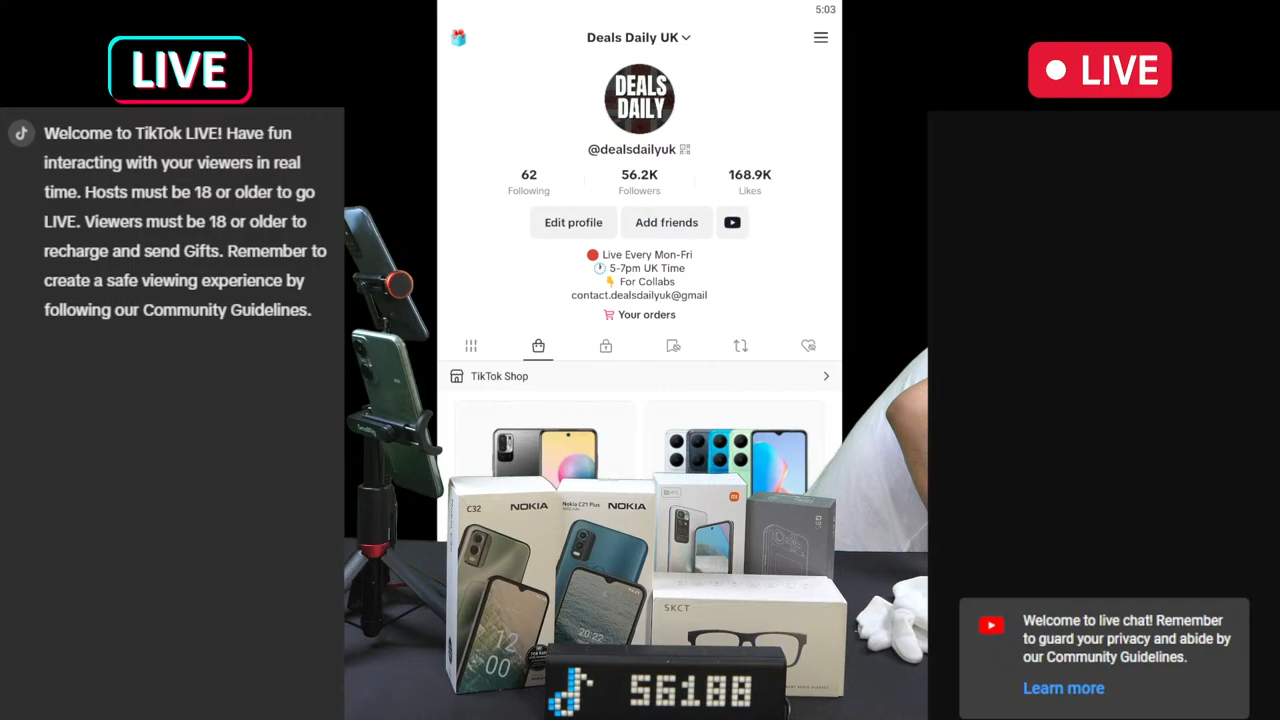 LIVE
Welcome to TikTok LIVE! Have fun
interacting with your viewers in real
time. Hosts must be 18 or older to go
LIVE. Viewers must be 18 or older to
recharge and send Gifts. Remember to
create a safe viewing experience by
following our Community Guidelines.
5:03
Deals Daily UK
DEALS
DAILY
@dealsdailyuk
62
Following
56.2K
Followers
168.9K
Likes
Edit profile
Add friends
Live Every Mon-Fri
5-7pm UK Time
For Collabs
contact.dealsdailyuk@gmail
Your orders
TikTok Shop
C32
NOKIA
12
00
Nokia C21 Plus
NOKIA
20:22
SKCT
56188
LIVE
Welcome to live chat! Remember
to guard your privacy and abide by
our Community Guidelines.
Learn more